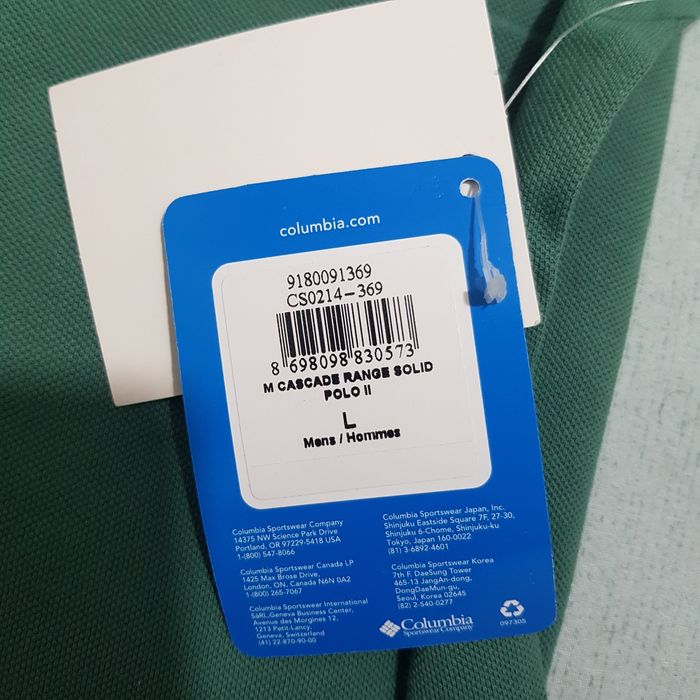 columbia.com
9180091369
CS0214-369
8 698098 830573
M CASCADE RANGE SOLID
POLO II
L
Mens / Hommes
Columbia Sportswear Company
14375 NW Science Park Drive
Portland, OR 97229-5418 USA
1-(800) 547-8066
Columbia Sportswear Canada LP
1425 Max Brose Drive,
London, ON, Canada N6N 0A2
1-(800) 265-7067
Columbia Sportswear International
SàRL,Geneva Business Center,
Avenue des Morgines 12,
1213 Petit-Lancy,
Geneva, Switzerland
(41) 22-870-90-00
Columbia Sportswear Japan, Inc.
Shinjuku Eastside Square 7F, 27-30,
Shinjuku 6-Chome, Shinjuku-ku
Tokyo, Japan 160-0022
(81) 3-6892-4601
Columbia Sportswear Korea
7th F. DaeSung Tower
465-13 JangAn-dong,
DongDaeMun-gu,
Seoul, Korea 02645
(82) 2-540-0277
Columbia
Sportswear Company
097305